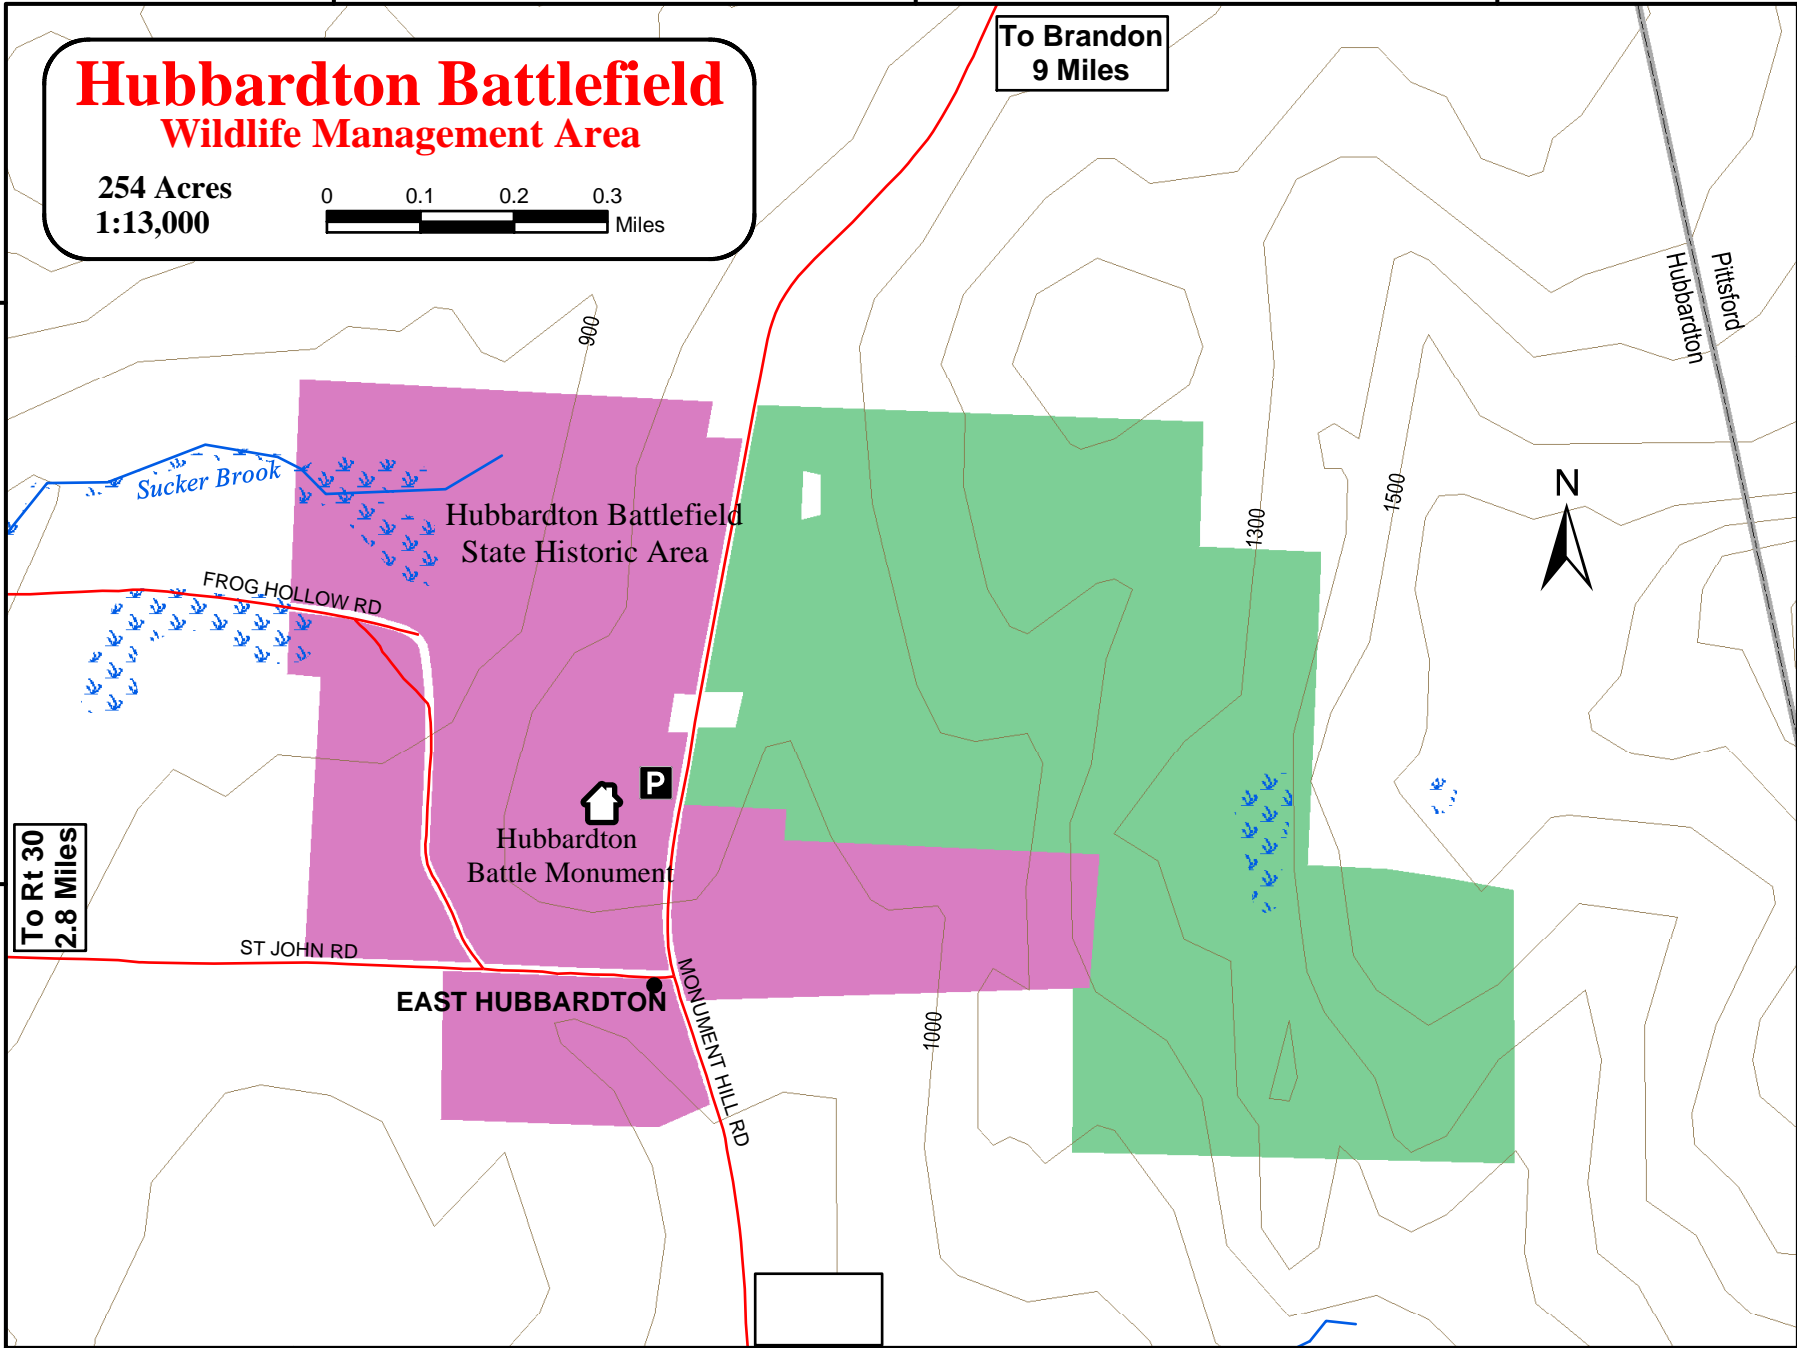 To Brandon
9 Miles
Hubbardton Battlefield
Wildlife Management Area
254 Acres
1:13,000
0 0.1 0.2 0.3
Miles
Pittsford
Hubbardton
900
Sucker Brook
1500
N
1300
Hubbardton Battlefield
State Historic Area
FROG HOLLOW RD
P
Hubbardton
Battle Monument
To Rt 30
2.8 Miles
ST JOHN RD
EAST HUBBARDTON
MONUMENT HILL RD
1000